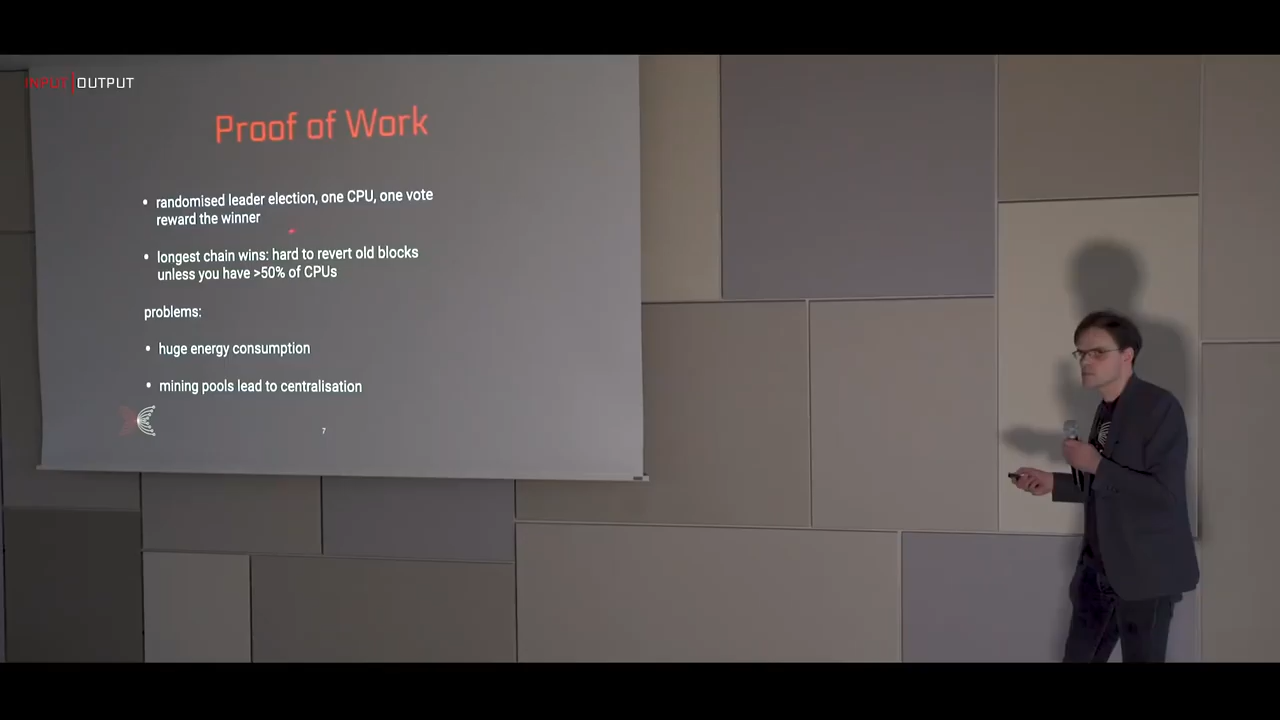 INPUT|OUTPUT
Proof of Work
• randomised leader election, one CPU, one vote
reward the winner
• longest chain wins: hard to revert old blocks
unless you have >50% of CPUs
problems:
• huge energy consumption
• mining pools lead to centralisation
7